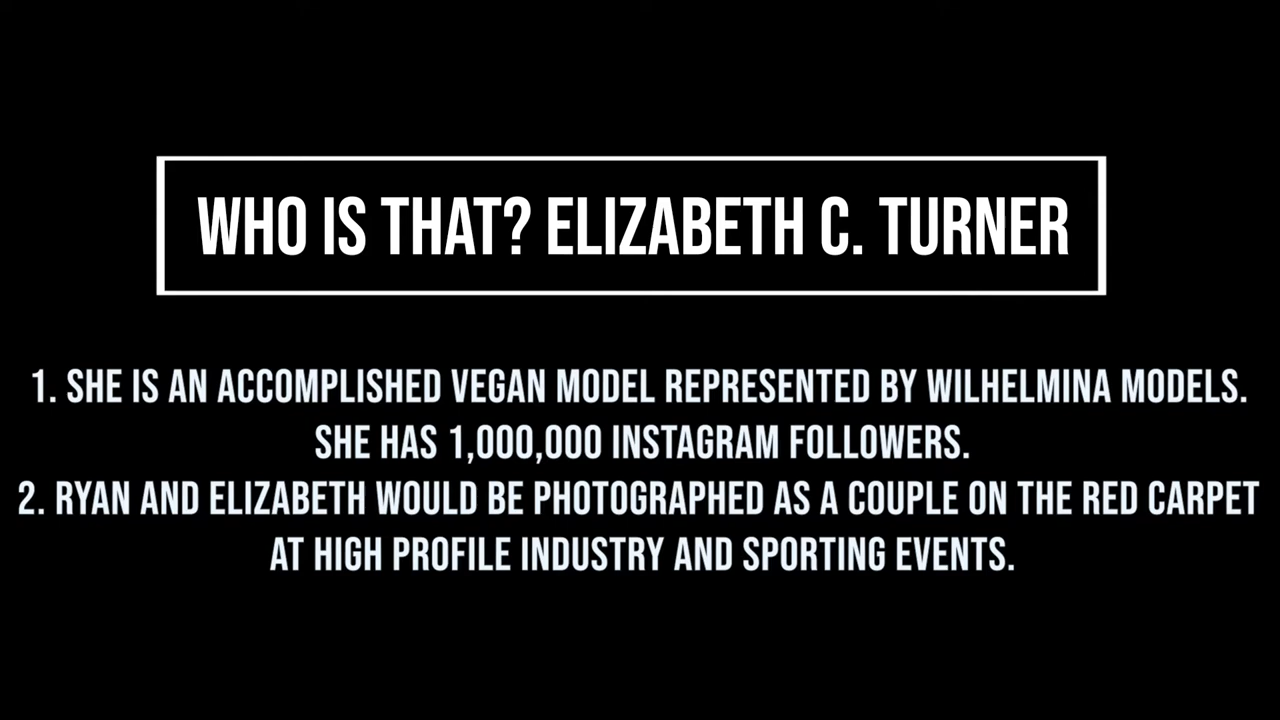 WHO IS THAT? ELIZABETH C. TURNER
1. SHE IS AN ACCOMPLISHED VEGAN MODEL REPRESENTED BY WILHELMINA MODELS.
SHE HAS 1,000,000 INSTAGRAM FOLLOWERS.
2. RYAN AND ELIZABETH WOULD BE PHOTOGRAPHED AS A COUPLE ON THE RED CARPET
AT HIGH PROFILE INDUSTRY AND SPORTING EVENTS.